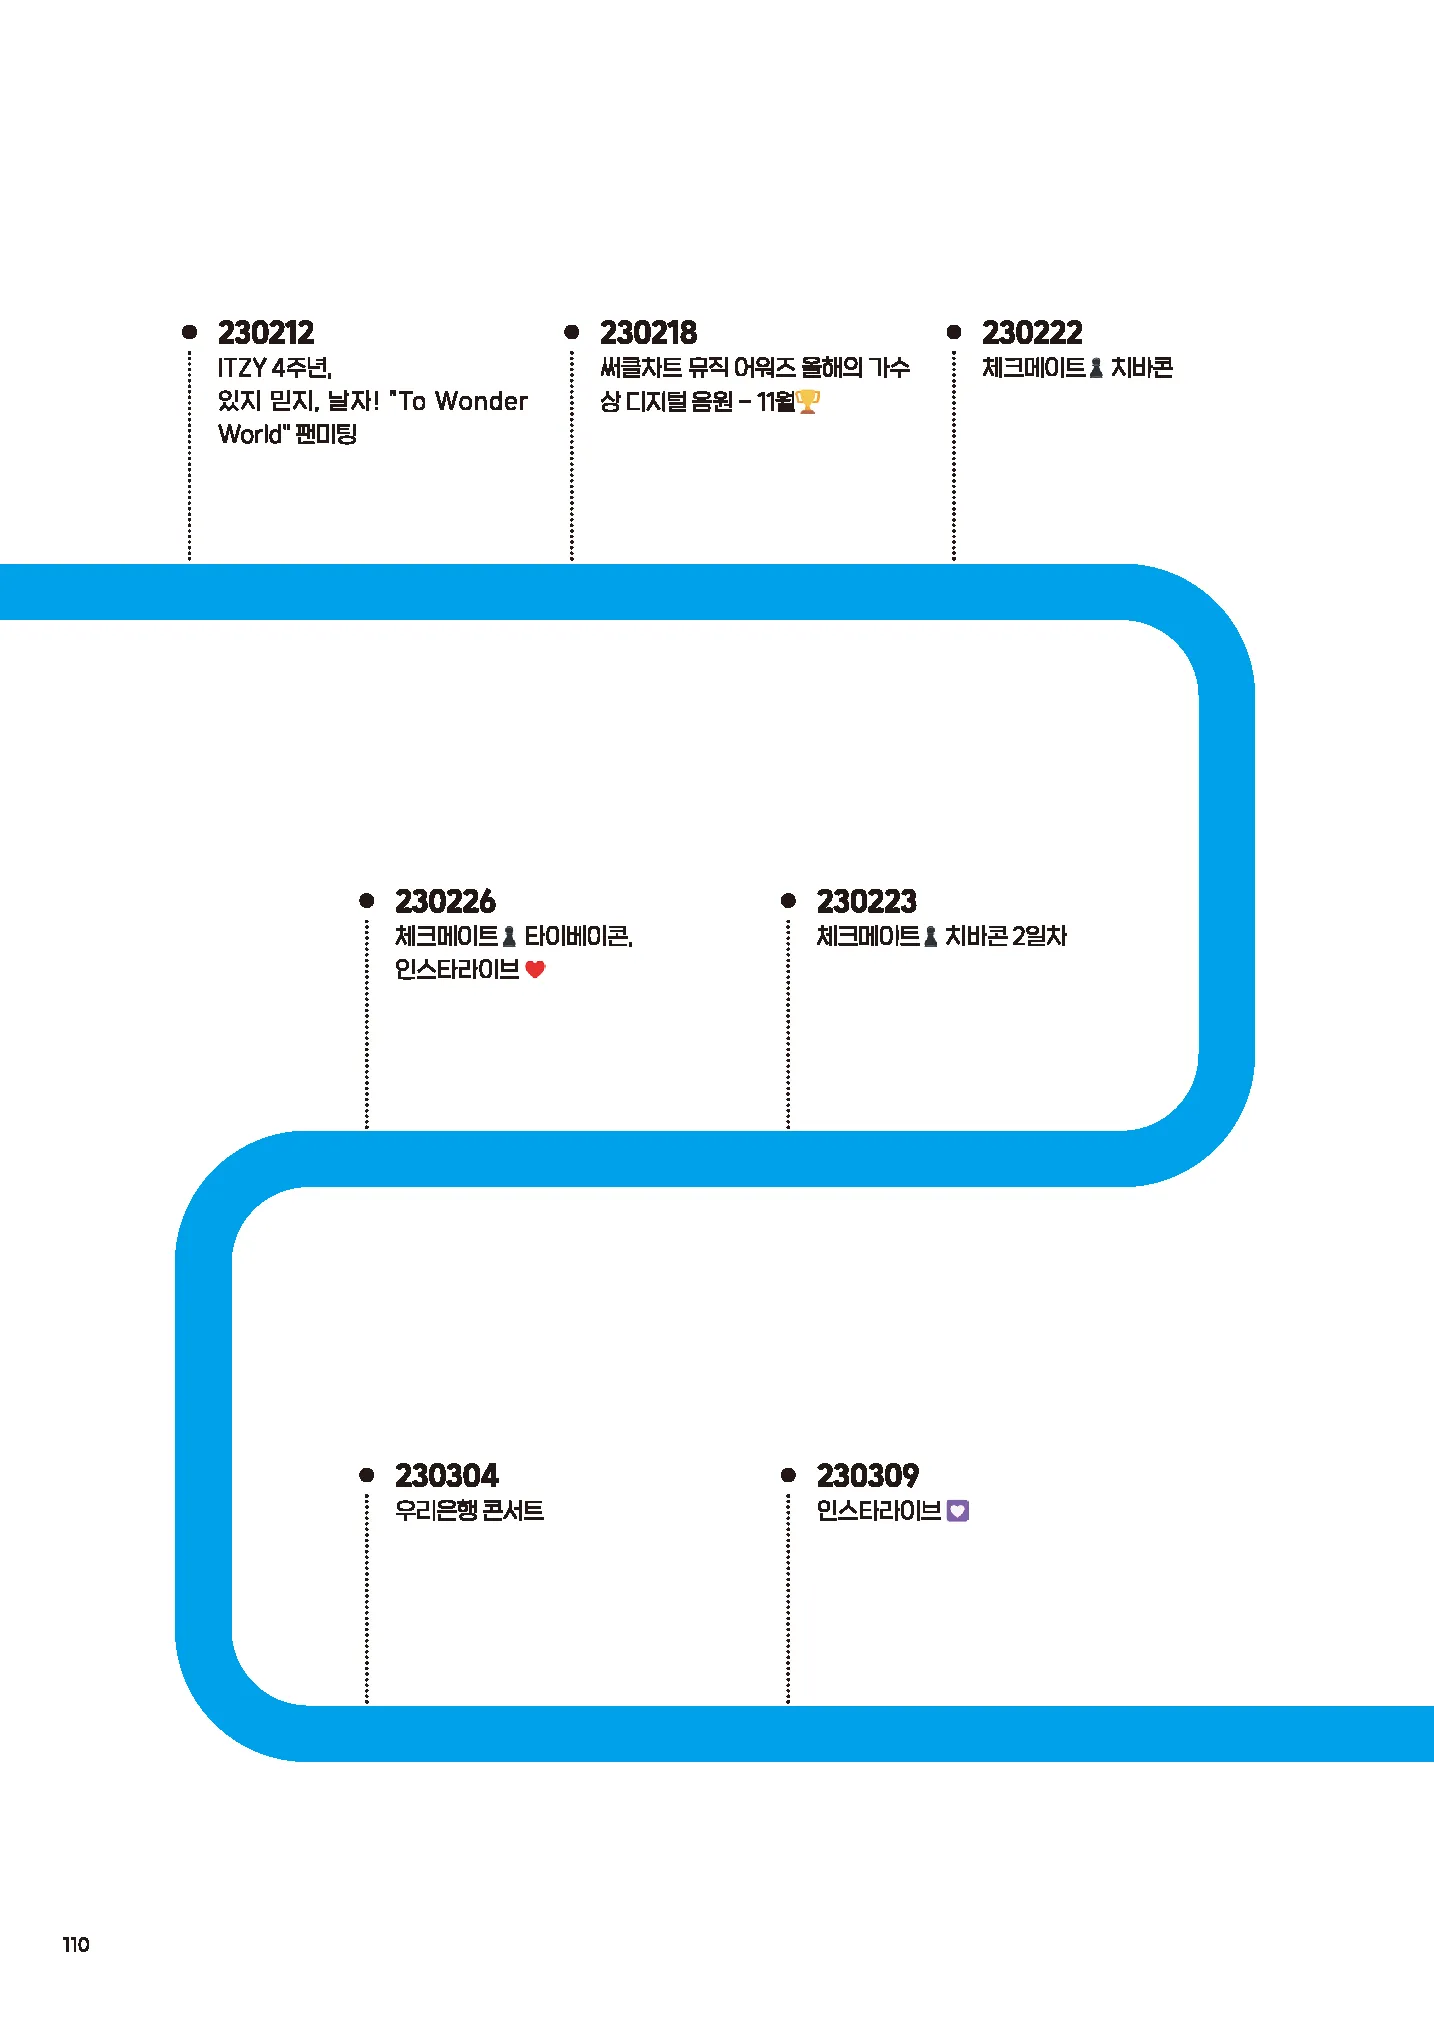 230212
ITZY 4주년,
있지 믿지, 날자! "To Wonder
World" 팬미팅
230218
써클차트 뮤직 어워즈 올해의 가수
상 디지털 음원 – 11월🏆
230222
체크메이트♟ 치바콘
230223
체크메이트♟ 치바콘 2일차
230226
체크메이트♟ 타이베이콘,
인스타라이브 ❤️
230304
우리은행 콘서트
230309
인스타라이브 💟
110